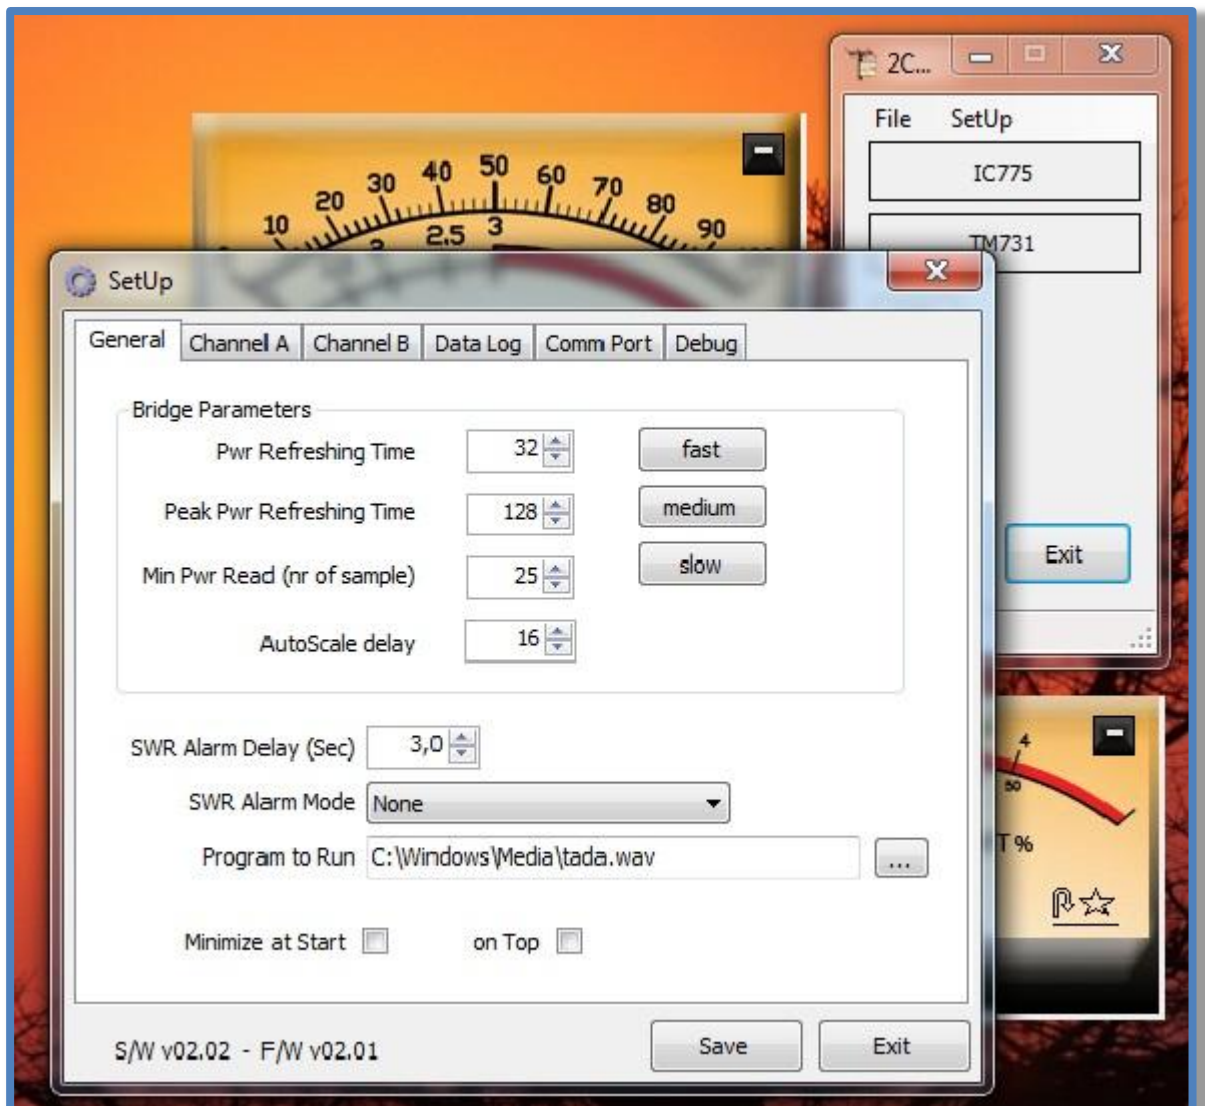 2C...
File SetUp
IC775
TM731
10 20 30 40 50 60 70 80 90
2.5 3
SetUp
General Channel A Channel B Data Log Comm Port Debug
Bridge Parameters
Pwr Refreshing Time 32 fast
Peak Pwr Refreshing Time 128 medium
Min Pwr Read (nr of sample) 25 slow
AutoScale delay 16
Exit
SWR Alarm Delay (Sec) 3,0
SWR Alarm Mode None
Program to Run C:\Windows\Media\tada.wav ...
4
50
T %
Minimize at Start on Top
S/W v02.02 - F/W v02.01 Save Exit